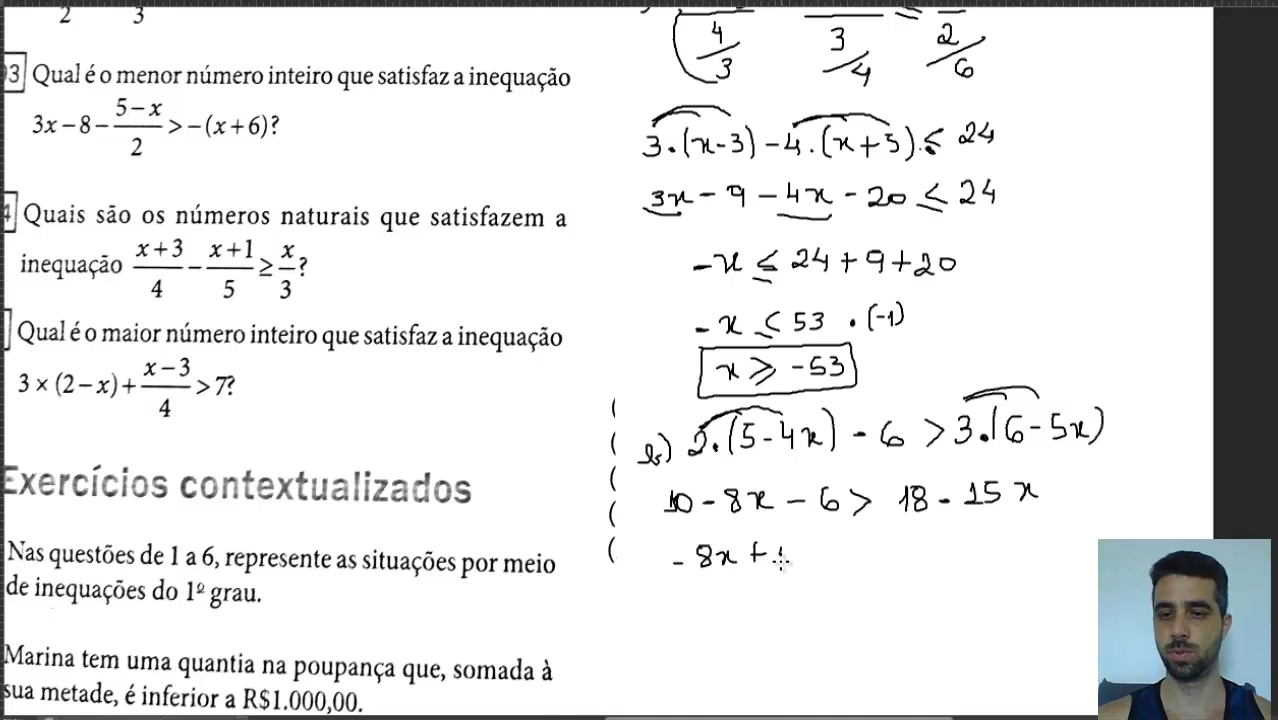 2 3
3 Qual é o menor número inteiro que satisfaz a inequação
3x - 8 - (5 - x)/2 > -(x + 6)?
4 Quais são os números naturais que satisfazem a
inequação (x + 3)/4 - (x + 1)/5 ≥ x/3?
Qual é o maior número inteiro que satisfaz a inequação
3 × (2 - x) + (x - 3)/4 > 7?
Exercícios contextualizados
Nas questões de 1 a 6, represente as situações por meio
de inequações do 1º grau.
Marina tem uma quantia na poupança que, somada à
sua metade, é inferior a R$1.000,00.
4/3 3/4 ≤ 2/6
3.(x-3) - 4.(x+5) ≤ 24
3x - 9 - 4x - 20 ≤ 24
-x ≤ 24 + 9 + 20
-x ≤ 53 .(-1)
x ≥ -53
b) 2.(5-4x) - 6 > 3.(6-5x)
10 - 8x - 6 > 18 - 15x
- 8x +